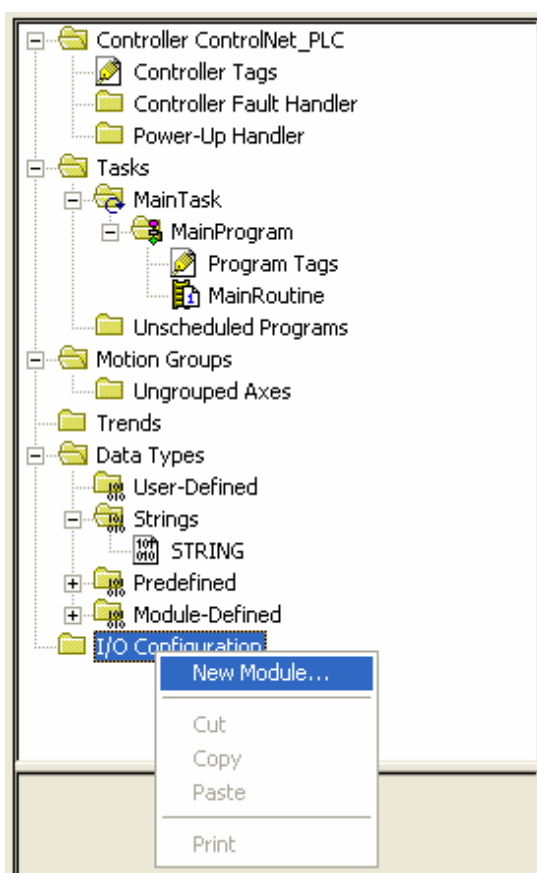 Controller ControlNet_PLC
Controller Tags
Controller Fault Handler
Power-Up Handler
Tasks
MainTask
MainProgram
Program Tags
MainRoutine
Unscheduled Programs
Motion Groups
Ungrouped Axes
Trends
Data Types
User-Defined
Strings
STRING
Predefined
Module-Defined
I/O Configuration
New Module...
Cut
Copy
Paste
Print